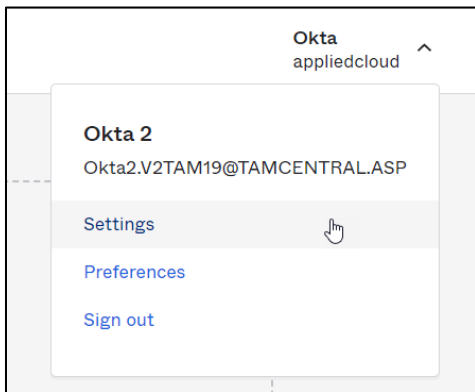 Okta
appliedcloud
Okta 2
Okta2.V2TAM19@TAMCENTRAL.ASP
Settings
Preferences
Sign out